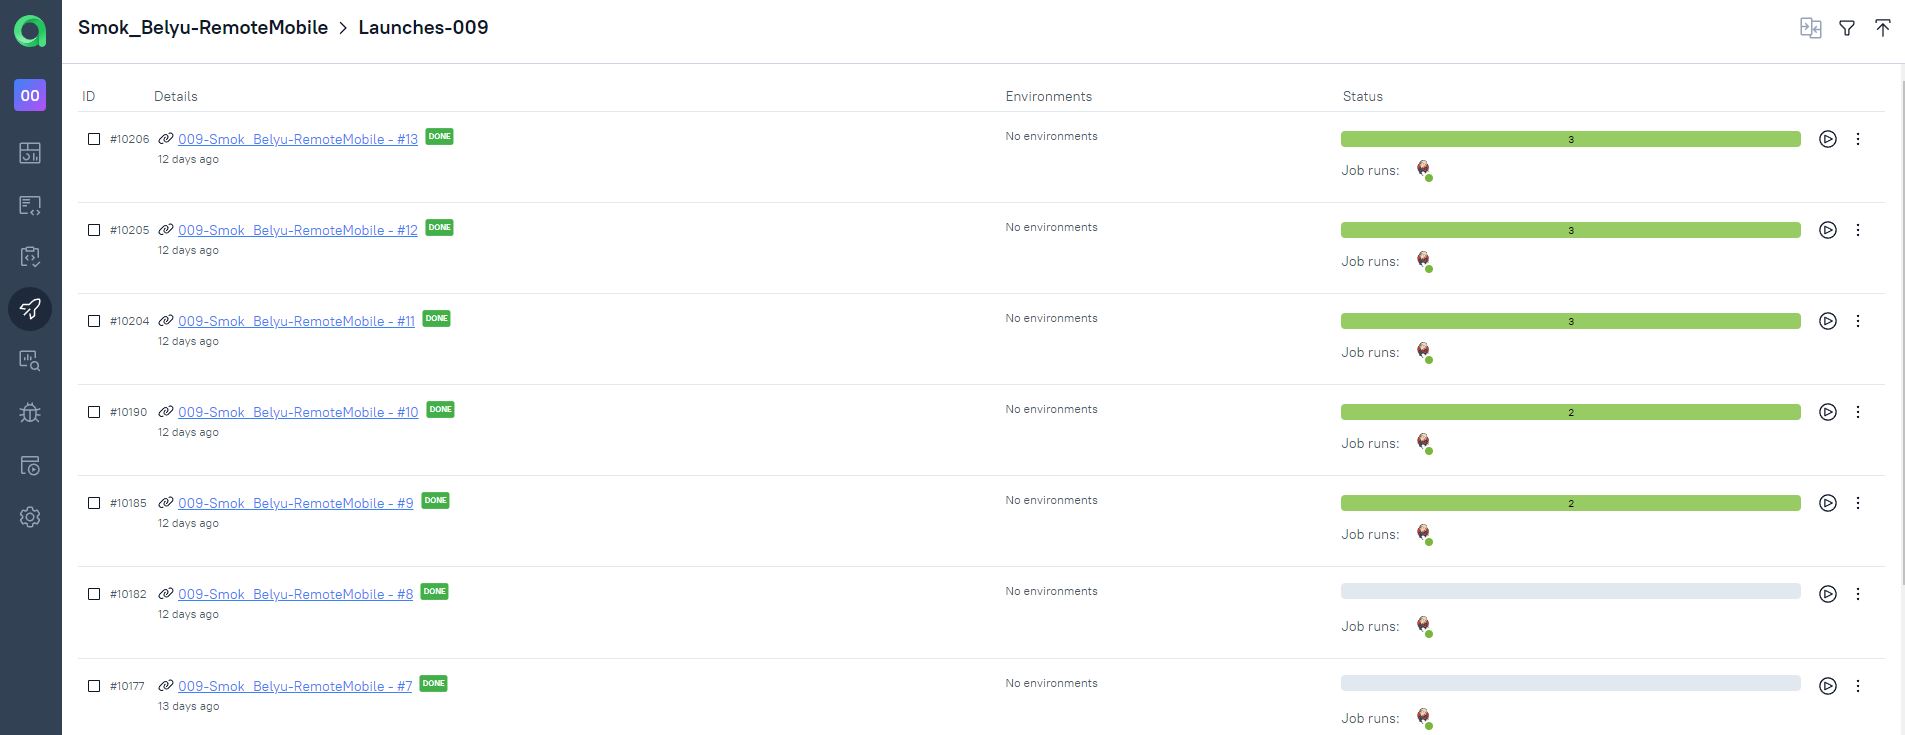 Smok_Belyu-RemoteMobile > Launches-009
00
ID Details Environments Status
#10206 009-Smok_Belyu-RemoteMobile - #13 DONE No environments 3
12 days ago Job runs:
#10205 009-Smok_Belyu-RemoteMobile - #12 DONE No environments 3
12 days ago Job runs:
#10204 009-Smok_Belyu-RemoteMobile - #11 DONE No environments 3
12 days ago Job runs:
#10190 009-Smok_Belyu-RemoteMobile - #10 DONE No environments 2
12 days ago Job runs:
#10185 009-Smok_Belyu-RemoteMobile - #9 DONE No environments 2
12 days ago Job runs:
#10182 009-Smok_Belyu-RemoteMobile - #8 DONE No environments
12 days ago Job runs:
#10177 009-Smok_Belyu-RemoteMobile - #7 DONE No environments
13 days ago Job runs: